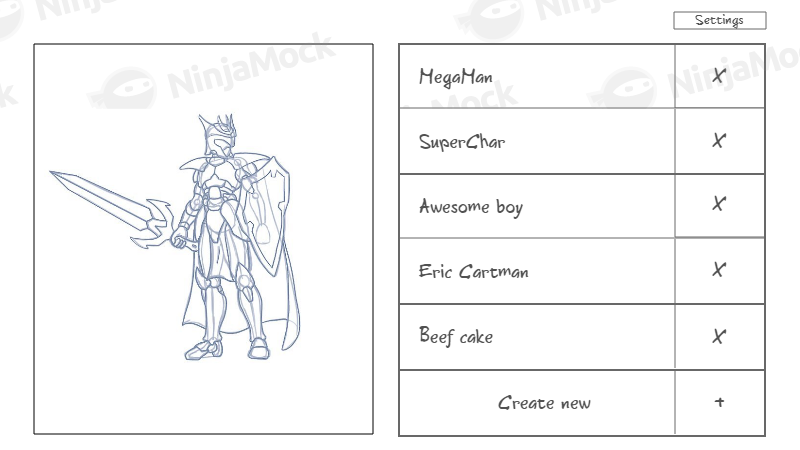 NinjaMock
Settings
MegaMan X
SuperChar X
Awesome boy X
Eric Cartman X
Beef cake X
Create new +